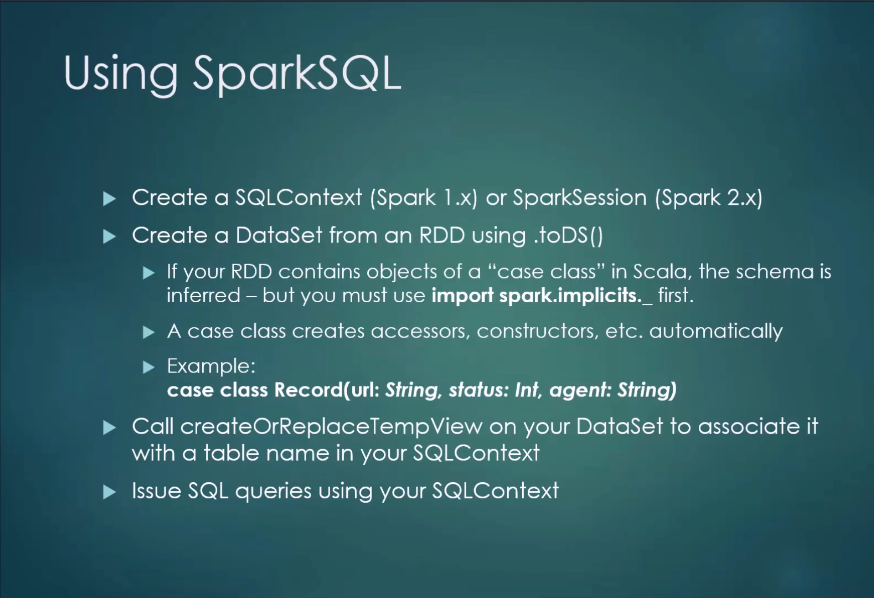 Using SparkSQL
Create a SQLContext (Spark 1.x) or SparkSession (Spark 2.x)
Create a DataSet from an RDD using .toDS()
If your RDD contains objects of a “case class” in Scala, the schema is
inferred – but you must use import spark.implicits._ first.
A case class creates accessors, constructors, etc. automatically
Example:
case class Record(url: String, status: Int, agent: String)
Call createOrReplaceTempView on your DataSet to associate it
with a table name in your SQLContext
Issue SQL queries using your SQLContext